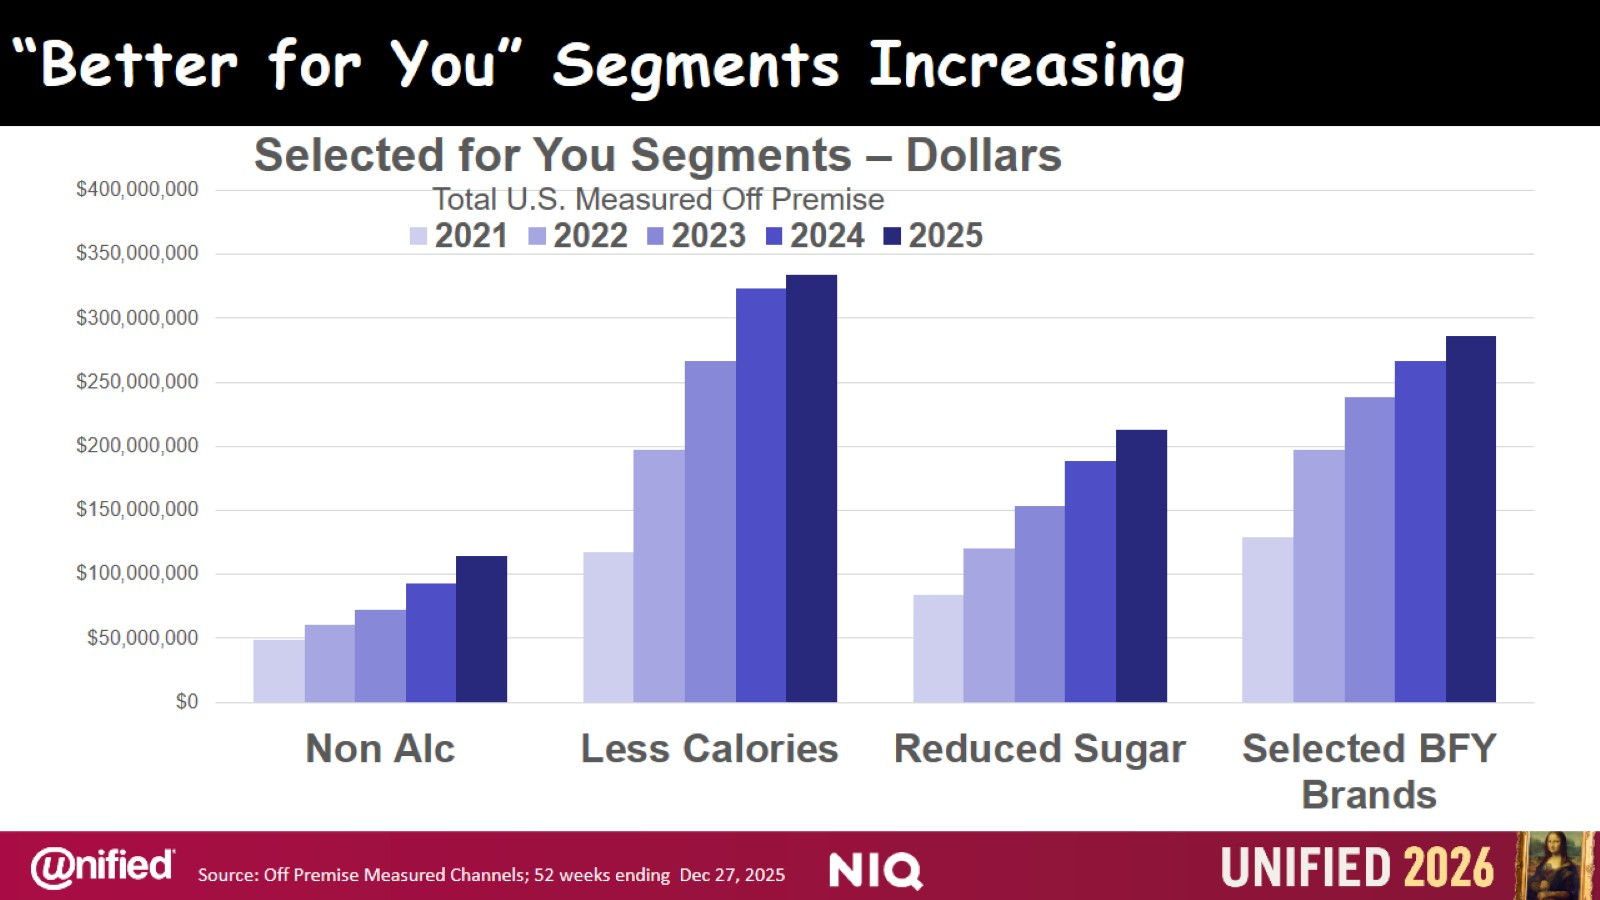 “Better for You” Segments Increasing
Selected for You Segments – Dollars
Total U.S. Measured Off Premise
2021 2022 2023 2024 2025
$400,000,000
$350,000,000
$300,000,000
$250,000,000
$200,000,000
$150,000,000
$100,000,000
$50,000,000
$0
Non Alc
Less Calories
Reduced Sugar
Selected BFY
Brands
unified
Source: Off Premise Measured Channels; 52 weeks ending Dec 27, 2025
NIQ
UNIFIED 2026